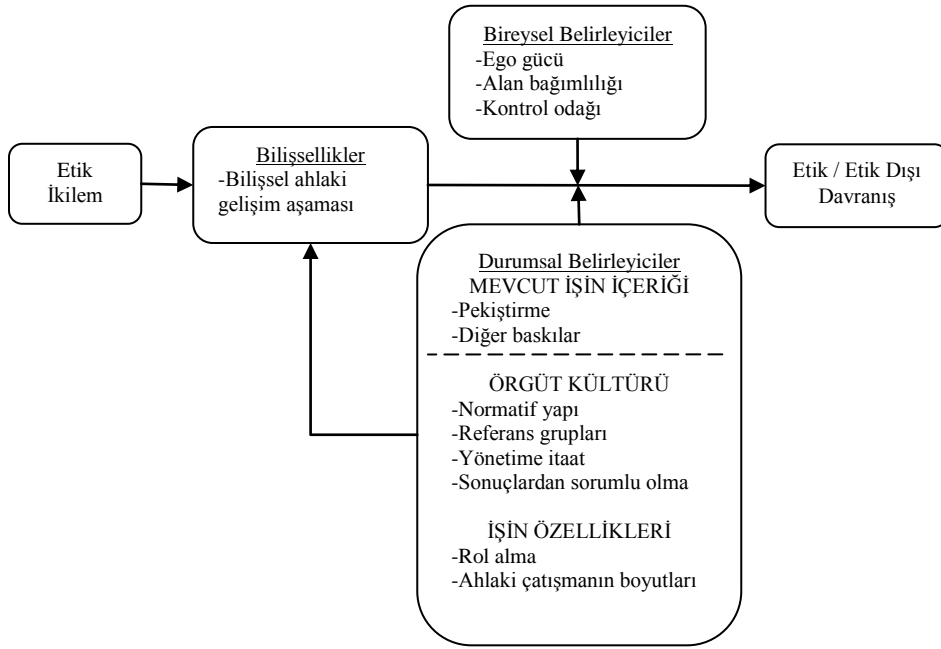 Bireysel Belirleyiciler
-Ego gücü
-Alan bağımlılığı
-Kontrol odağı
Etik
İkilem
Bilişsellikler
-Bilişsel ahlaki
gelişim aşaması
Etik / Etik Dışı
Davranış
Durumsal Belirleyiciler
MEVCUT İŞİN İÇERİĞİ
-Pekiştirme
-Diğer baskılar
ÖRGÜT KÜLTÜRÜ
-Normatif yapı
-Referans grupları
-Yönetime itaat
-Sonuçlardan sorumlu olma
İŞİN ÖZELLİKLERİ
-Rol alma
-Ahlaki çatışmanın boyutları